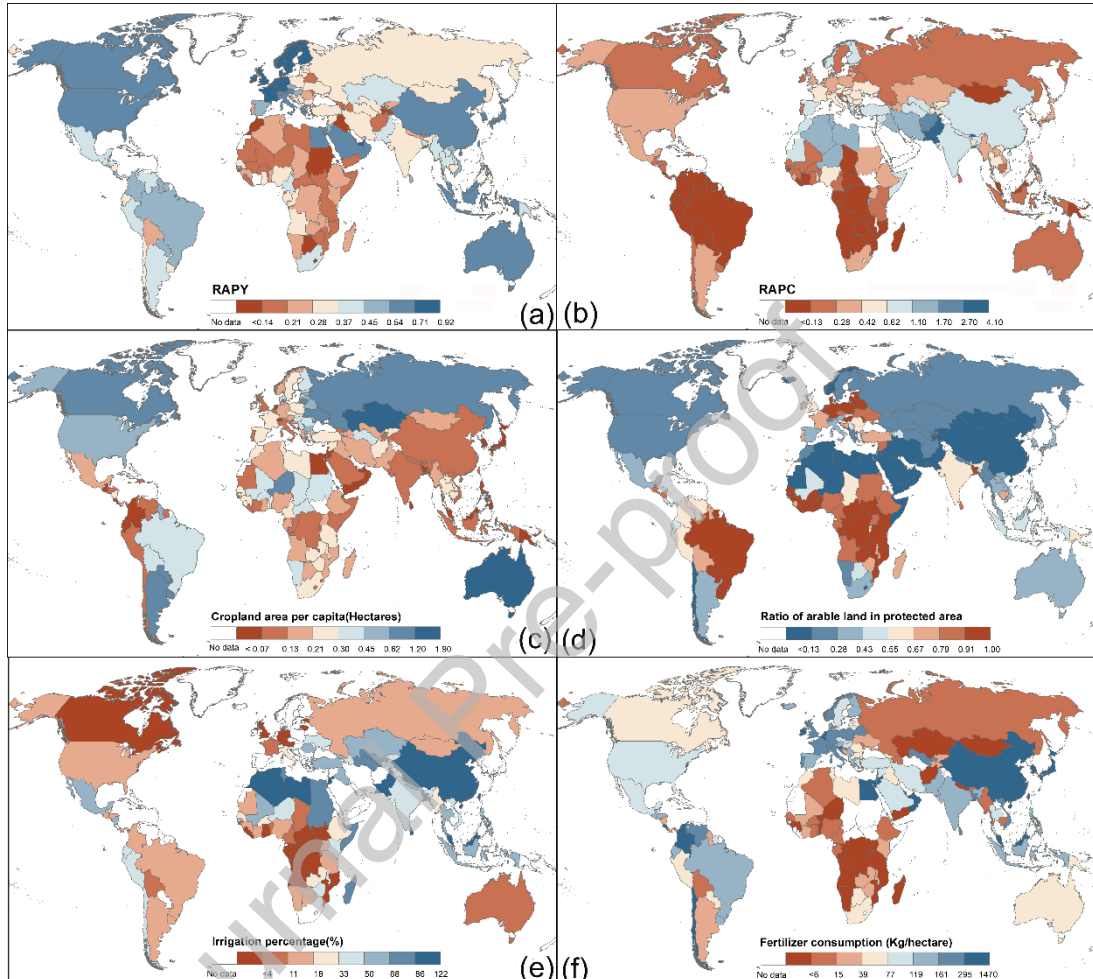 RAPY
No data <0.14 0.21 0.28 0.37 0.45 0.54 0.71 0.92
(a)
RAPC
No data <0.13 0.28 0.42 0.62 1.10 1.70 2.70 4.10
(b)
Cropland area per capita(Hectares)
No data <0.07 0.13 0.21 0.30 0.45 0.82 1.20 1.90
(c)
Ratio of arable land in protected area
No data <0.13 0.28 0.43 0.55 0.67 0.79 0.91 1.00
(d)
Irrigation percentage(%)
No data <4 11 18 33 50 68 86 122
(e)
Fertilizer consumption (Kg/hectare)
No data <6 15 39 77 119 161 295 1470
(f)
urnal Pre-proof